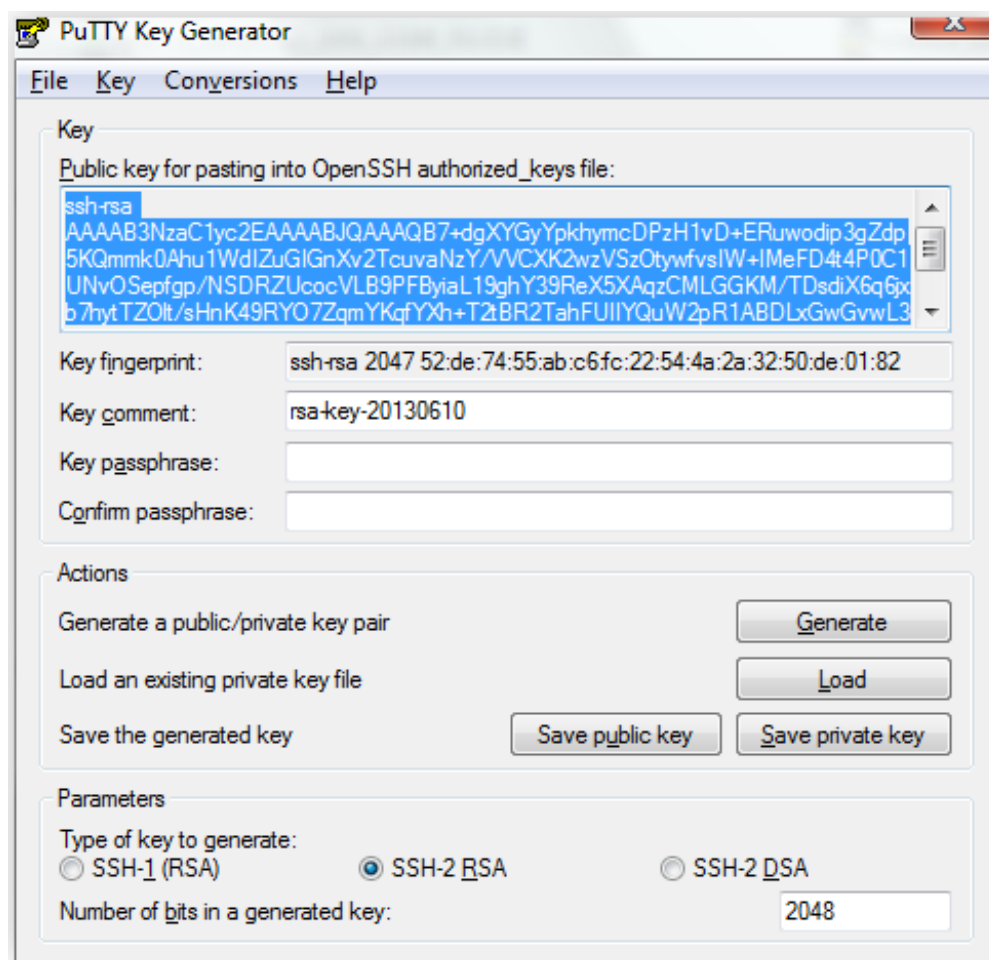 PuTTY Key Generator
File Key Conversions Help
Key
Public key for pasting into OpenSSH authorized_keys file:
ssh-rsa
AAAAB3NzaC1yc2EAAAABJQAAAQB7+dgXYGyYpkhymcDPzH1vD+ERuwodip3gZdp
5KQmmk0Ahu1WdIZuGIGnXv2TcuvaNzY/VVCXK2wzVSzOtywfvsIW+IMeFD4t4P0C1
UNvOSepfgp/NSDRZUcocVLB9PFByiaL19ghY39ReX5XAqzCMLGGKM/TDsdiX6q6jx
b7hytTZOlt/sHnK49RYO7ZqmYKqfYXh+T2tBR2TahFUIIYQuW2pR1ABDLxGwGvwL3
Key fingerprint: ssh-rsa 2047 52:de:74:55:ab:c6:fc:22:54:4a:2a:32:50:de:01:82
Key comment: rsa-key-20130610
Key passphrase:
Confirm passphrase:
Actions
Generate a public/private key pair Generate
Load an existing private key file Load
Save the generated key Save public key Save private key
Parameters
Type of key to generate:
SSH-1 (RSA) SSH-2 RSA SSH-2 DSA
Number of bits in a generated key: 2048